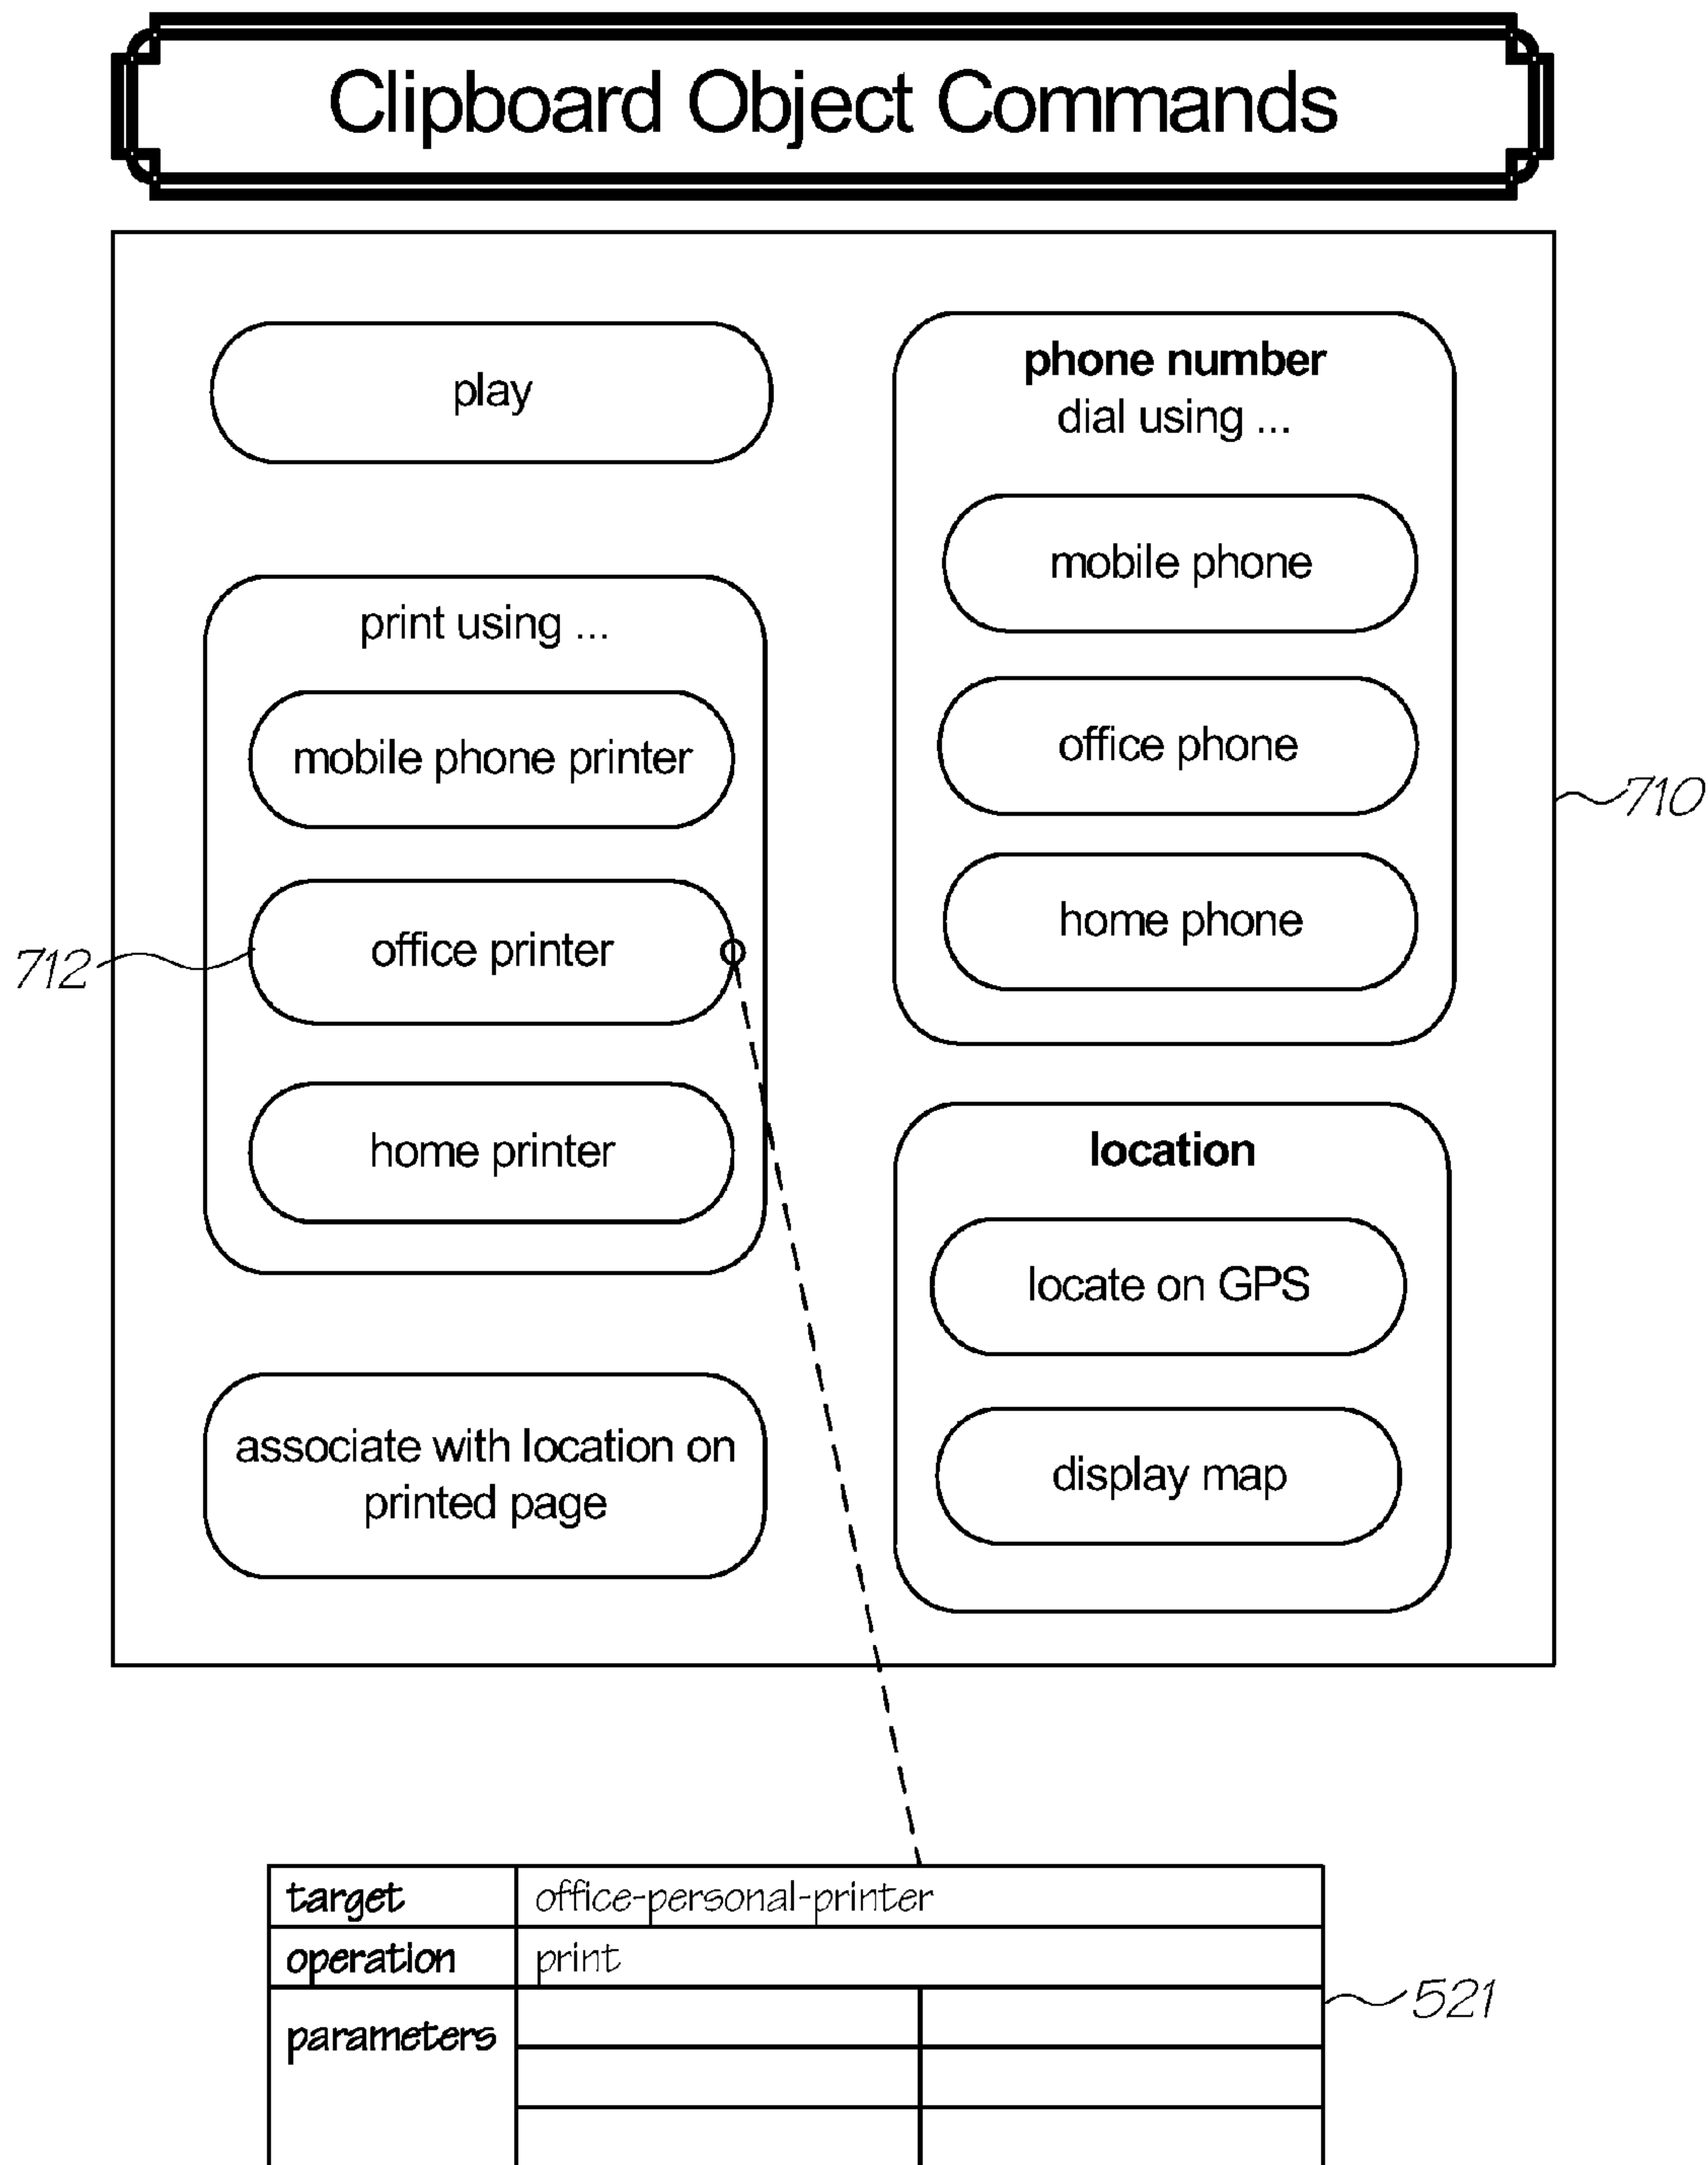 Clipboard Object Commands
play
print using ...
mobile phone printer
office printer
home printer
associate with location on
printed page
phone number
dial using ...
mobile phone
office phone
home phone
location
locate on GPS
display map
710
712
target office-personal-printer
operation print
parameters
521